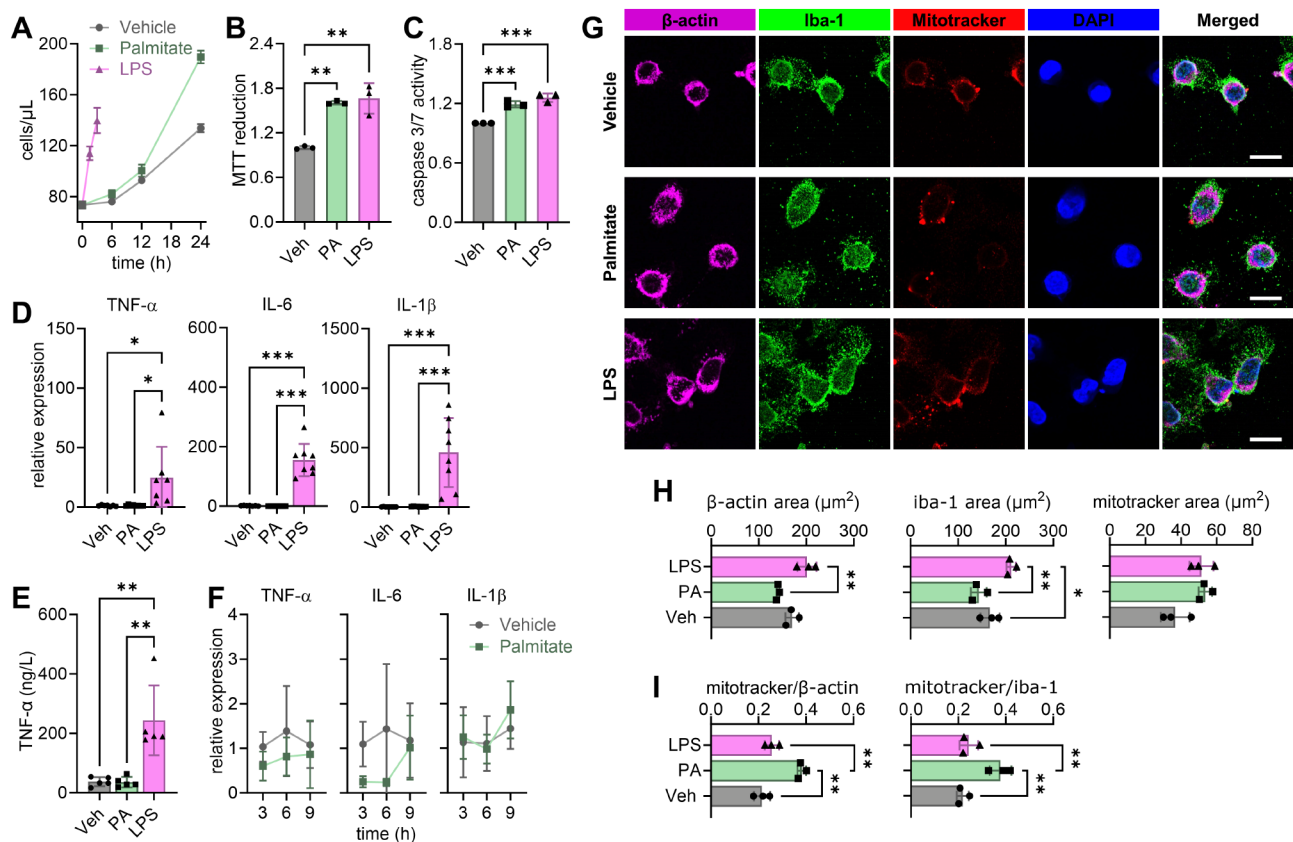 A
Vehicle
Palmitate
LPS
200
160
120
80
cells/µL
0 6 12 24
time (h)
B
**
**
2.4
1.8
1.2
0.6
0.0
MTT reduction
Veh PA LPS
C
***
***
1.8
1.2
0.6
0.0
caspase 3/7 activity
Veh PA LPS
D
TNF-α IL-6 IL-1β
relative expression
150
100
50
0
*
*
Veh PA LPS
600
400
200
0
***
***
Veh PA LPS
1500
1000
500
0
***
***
Veh PA LPS
E
TNF-α (ng/L)
600
400
200
0
**
**
Veh PA LPS
F
TNF-α IL-6 IL-1β
Vehicle
Palmitate
relative expression
4
3
2
1
0
3 6 9 3 6 9 3 6 9
time (h)
G
β-actin Iba-1 Mitotracker DAPI Merged
Vehicle
Palmitate
LPS
H
β-actin area (µm²) iba-1 area (µm²) mitotracker area (µm²)
0 100 200 300 0 100 200 300 0 20 40 60 80
LPS
PA
Veh
**
**
*
I
mitotracker/β-actin mitotracker/iba-1
0.0 0.2 0.4 0.6 0.0 0.2 0.4 0.6
LPS
PA
Veh
**
**
**
**